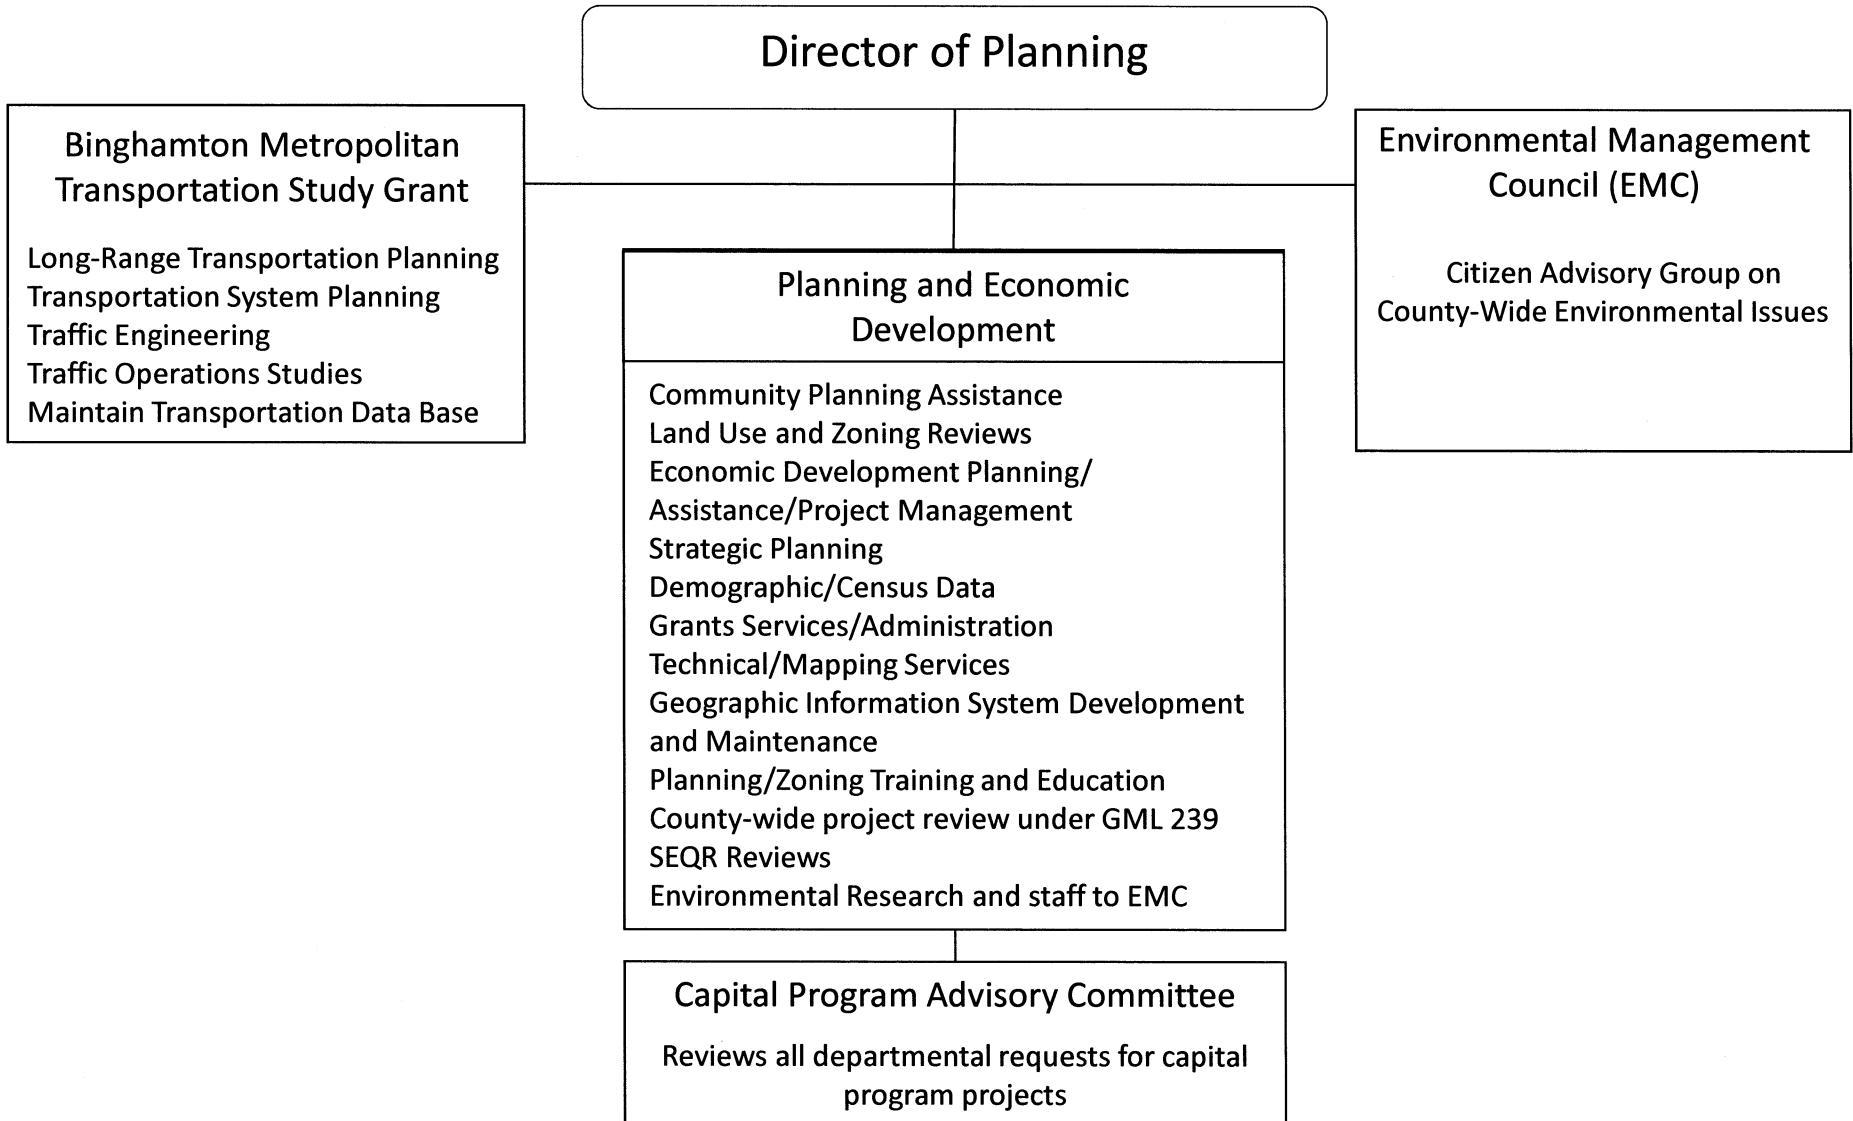 Director of Planning
Binghamton Metropolitan
Transportation Study Grant
Long-Range Transportation Planning
Transportation System Planning
Traffic Engineering
Traffic Operations Studies
Maintain Transportation Data Base
Environmental Management
Council (EMC)
Citizen Advisory Group on
County-Wide Environmental Issues
Planning and Economic
Development
Community Planning Assistance
Land Use and Zoning Reviews
Economic Development Planning/
Assistance/Project Management
Strategic Planning
Demographic/Census Data
Grants Services/Administration
Technical/Mapping Services
Geographic Information System Development
and Maintenance
Planning/Zoning Training and Education
County-wide project review under GML 239
SEQR Reviews
Environmental Research and staff to EMC
Capital Program Advisory Committee
Reviews all departmental requests for capital
program projects